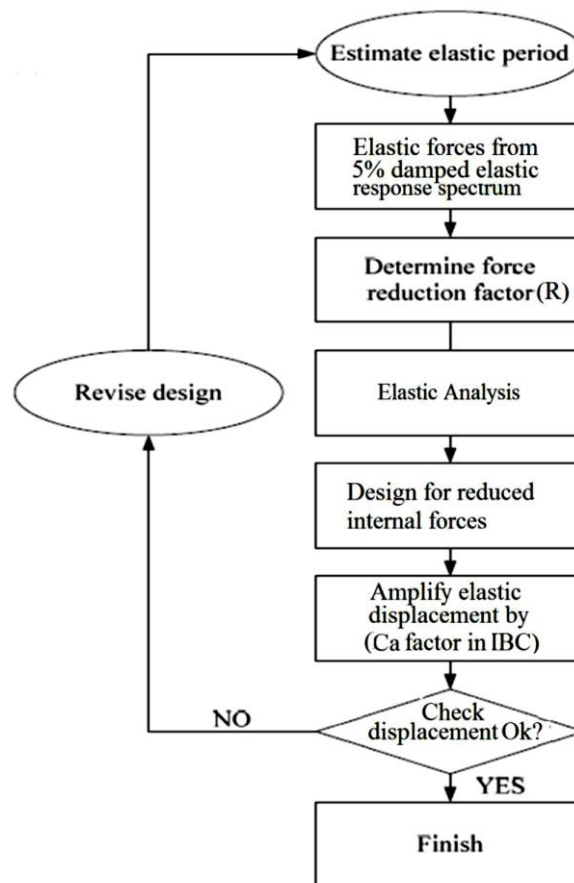 Estimate elastic period
Elastic forces from
5% damped elastic
response spectrum
Determine force
reduction factor (R)
Revise design
Elastic Analysis
Design for reduced
internal forces
Amplify elastic
displacement by
(Ca factor in IBC)
NO
Check
displacement Ok?
YES
Finish